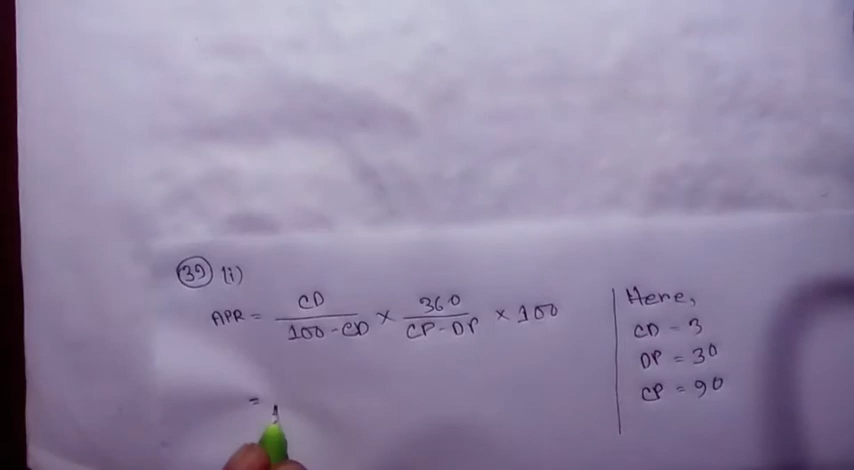 39 (i)
APR = CD / 100 - CD × 360 / CP - DP × 100
=
Here,
CD = 3
DP = 30
CP = 90